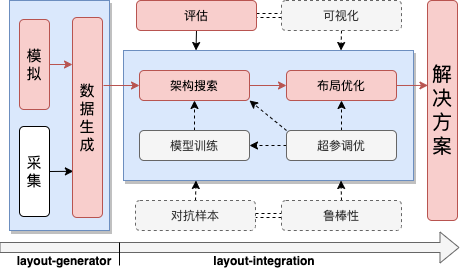 模拟
采集
数据生成
评估
可视化
架构搜索
布局优化
模型训练
超参调优
对抗样本
鲁棒性
解决方案
layout-generator
layout-integration